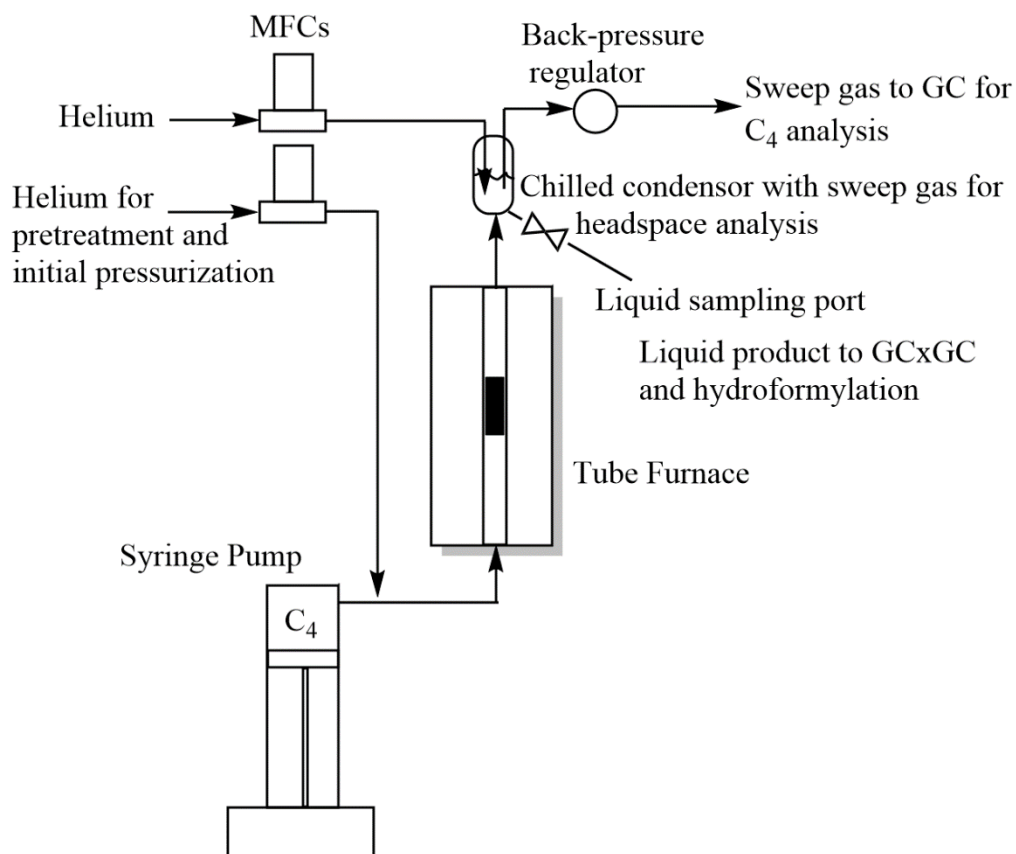 MFCs
Back-pressure
regulator
Helium
Sweep gas to GC for
C₄ analysis
Helium for
pretreatment and
initial pressurization
Chilled condensor with sweep gas for
headspace analysis
Liquid sampling port
Liquid product to GCxGC
and hydroformylation
Tube Furnace
Syringe Pump
C₄